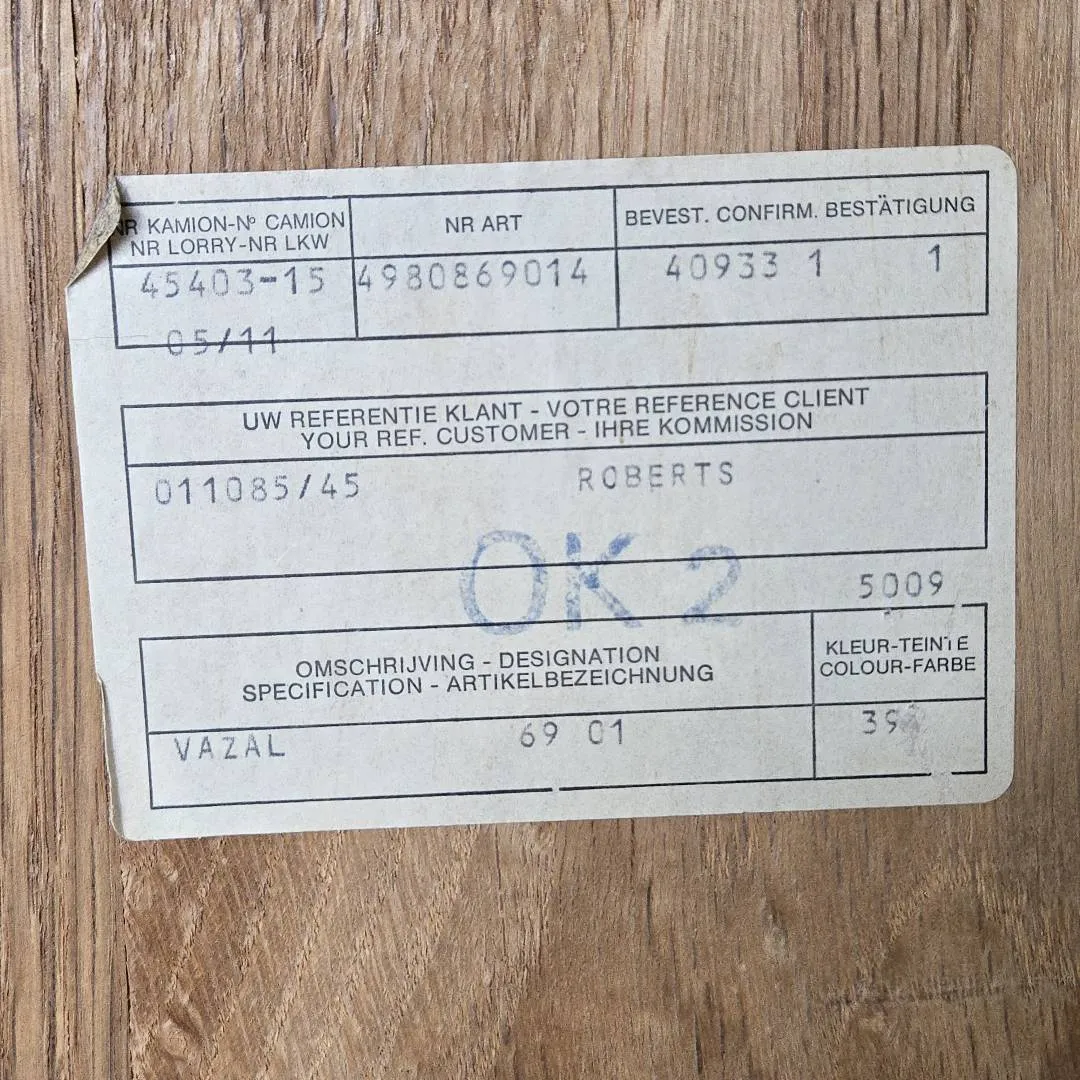 NR KAMION-Nº CAMION
NR LORRY-NR LKW
NR ART
BEVEST. CONFIRM. BESTÄTIGUNG
45403-15
4980869014
40933 1 1
05/11
UW REFERENTIE KLANT - VOTRE REFERENCE CLIENT
YOUR REF. CUSTOMER - IHRE KOMMISSION
011085/45 ROBERTS
OK 2
5009
OMSCHRIJVING - DESIGNATION
SPECIFICATION - ARTIKELBEZEICHNUNG
KLEUR-TEINTE
COLOUR-FARBE
VAZAL 69 01